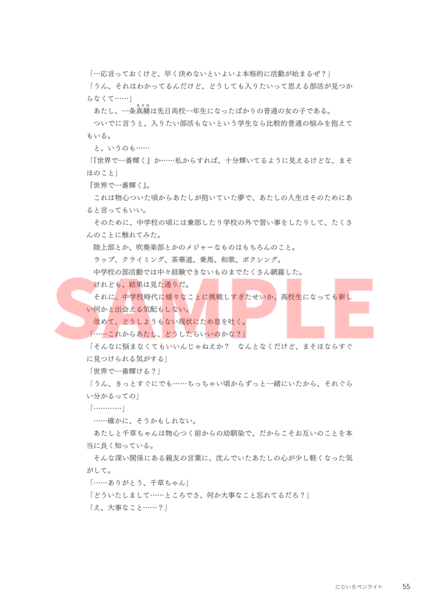 「一応言っておくけど、早く決めないといよいよ本格的に活動が始まるぜ？」
「うん、それはわかってるんだけど、どうしても入りたいって思える部活が見つか
らなくて……」
あたし、一条真緒は先日高校一年生になったばかりの普通の女の子である。
ついでに言うと、入りたい部活もないという学生なら比較的普通の悩みを抱えて
もいる。
と、いうのも……
「『世界で一番輝く』か……私からすれば、十分輝いてるように見えるけどな、まそ
ほのこと」
『世界で一番輝く』。
これは物心ついた頃からあたしが抱いていた夢で、あたしの人生はそのためにあ
ると言ってもいい。
そのために、中学校の頃には兼部したり学校の外で習い事をしたりして、たくさ
んのことに触れてみた。
陸上部とか、吹奏楽部とかのメジャーなものはもちろんのこと。
ラップ、クライミング、茶華道、乗馬、和歌、ボクシング。
中学校の部活動では中々経験できないものまでたくさん網羅した。
けれども、結果は見た通りだ。
それに、中学校時代に様々なことに挑戦しすぎたせいか、高校生になっても新し
い何かと出会える気配もしない。
改めて、どうしようもない現状にため息を吐く。
「……これからあたし、どうしたらいいのかな？」
「そんなに悩まなくてもいいんじゃねえか？　なんとなくだけど、まそほならすぐ
に見つけられる気がする」
「世界で一番輝ける？」
「うん、きっとすぐにでも……ちっちゃい頃からずっと一緒にいたから、それぐら
い分かるっての」
「…………」
……確かに、そうかもしれない。
あたしと千草ちゃんは物心つく前からの幼馴染で、だからこそお互いのことを本
当に良く知っている。
そんな深い関係にある親友の言葉に、沈んでいたあたしの心が少し軽くなった気
がして。
「……ありがとう、千草ちゃん」
「どういたしまして……ところでさ、何か大事なこと忘れてるだろ？」
「え、大事なこと……？」
SAMPLE
にじいろペンライト　55